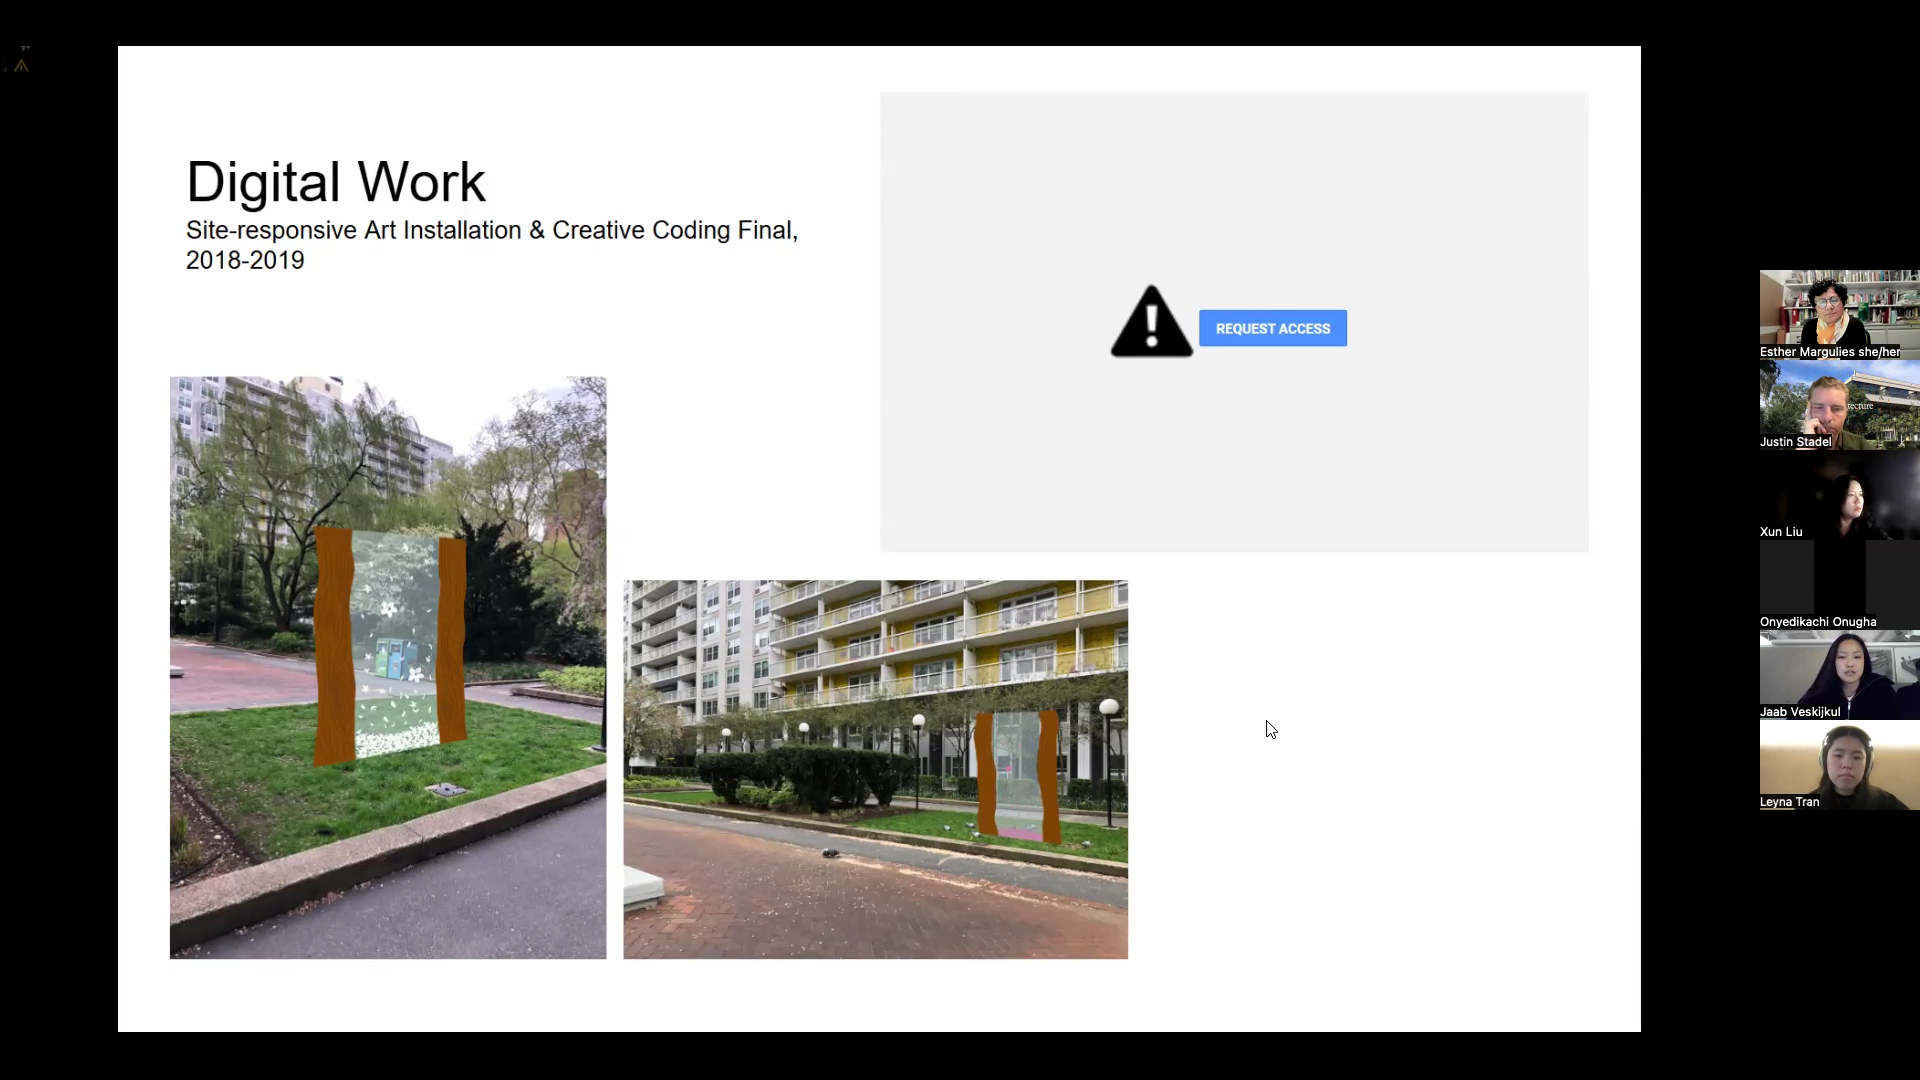 Digital Work
Site-responsive Art Installation & Creative Coding Final,
2018-2019
REQUEST ACCESS
Esther Margulies she/her
tecture
Justin Stadel
Xun Liu
Onyedikachi Onugha
Jaab Veskijkul
Leyna Tran